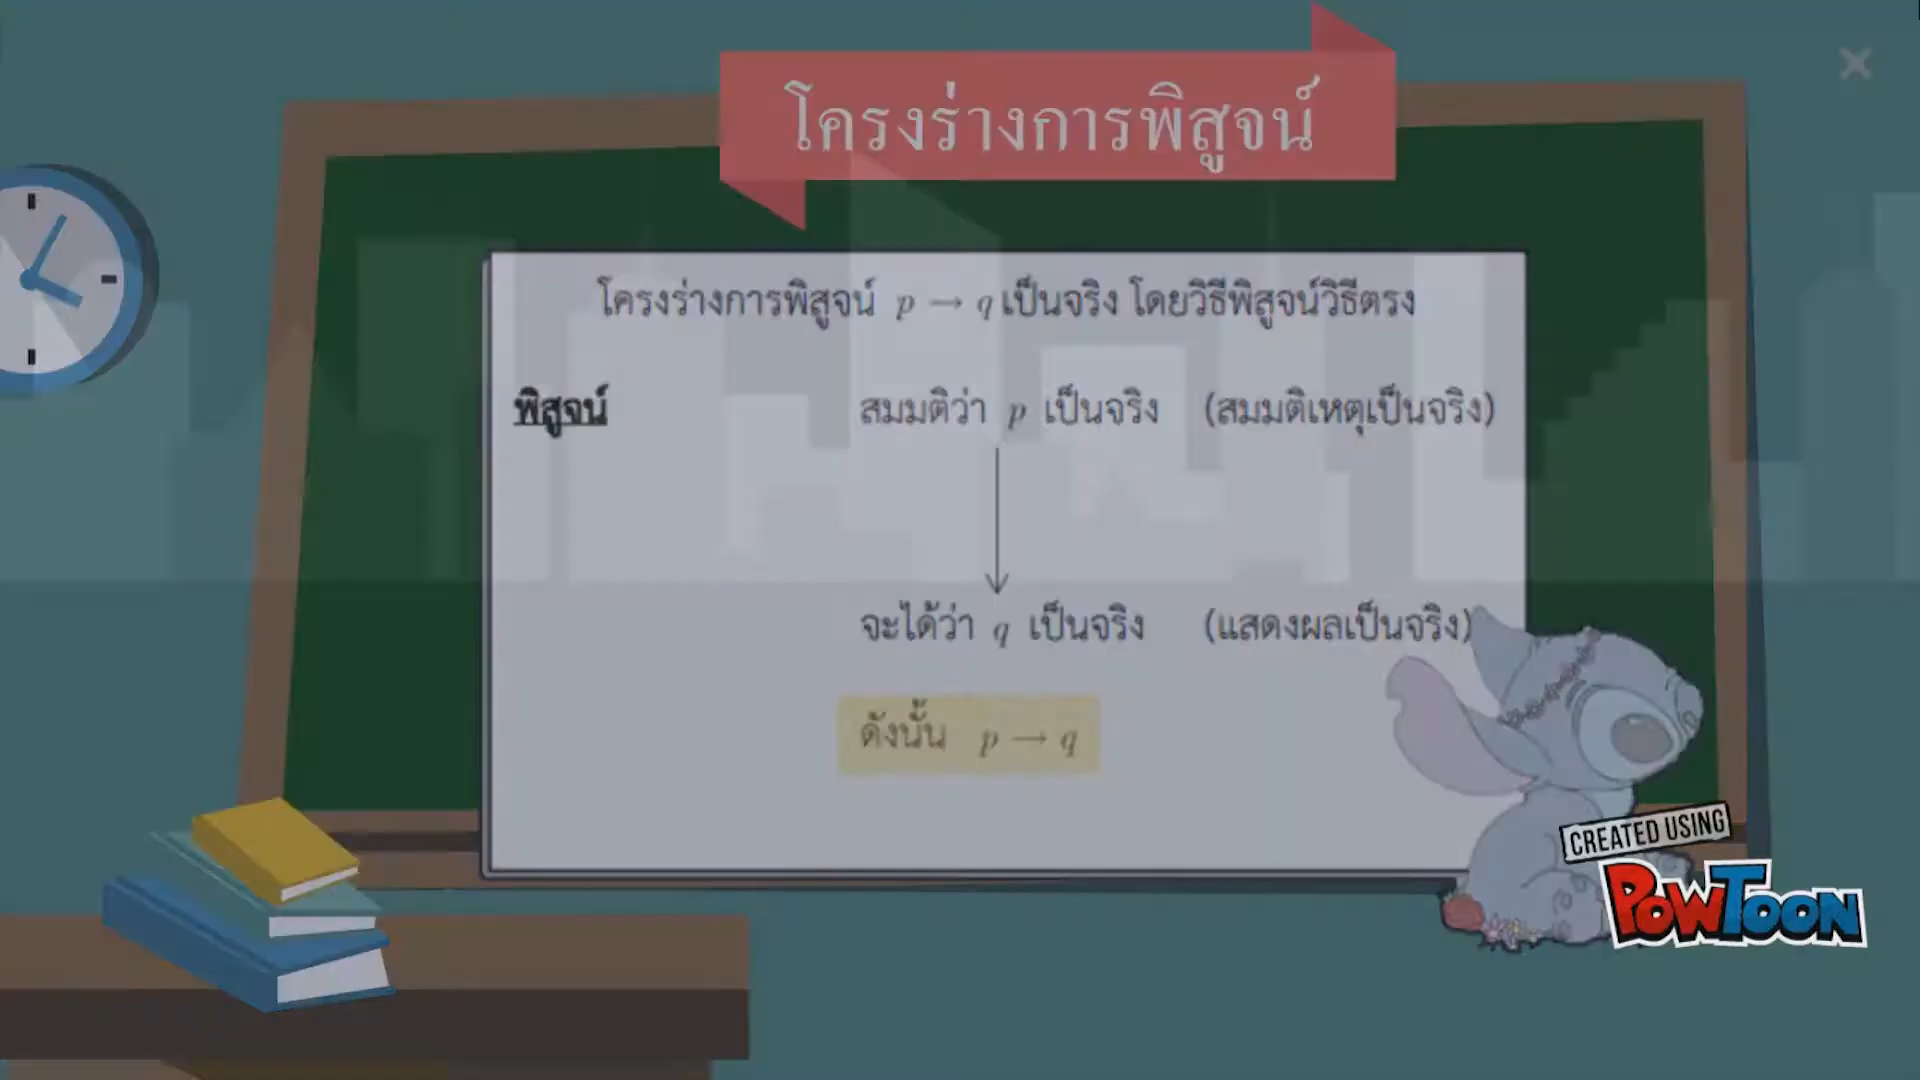 โครงร่างการพิสูจน์
โครงร่างการพิสูจน์ p → q เป็นจริง โดยวิธีพิสูจน์วิธีตรง
พิสูจน์ สมมติว่า p เป็นจริง (สมมติเหตุเป็นจริง)
จะได้ว่า q เป็นจริง (แสดงผลเป็นจริง)
ดังนั้น p → q
CREATED USING
POWTOON